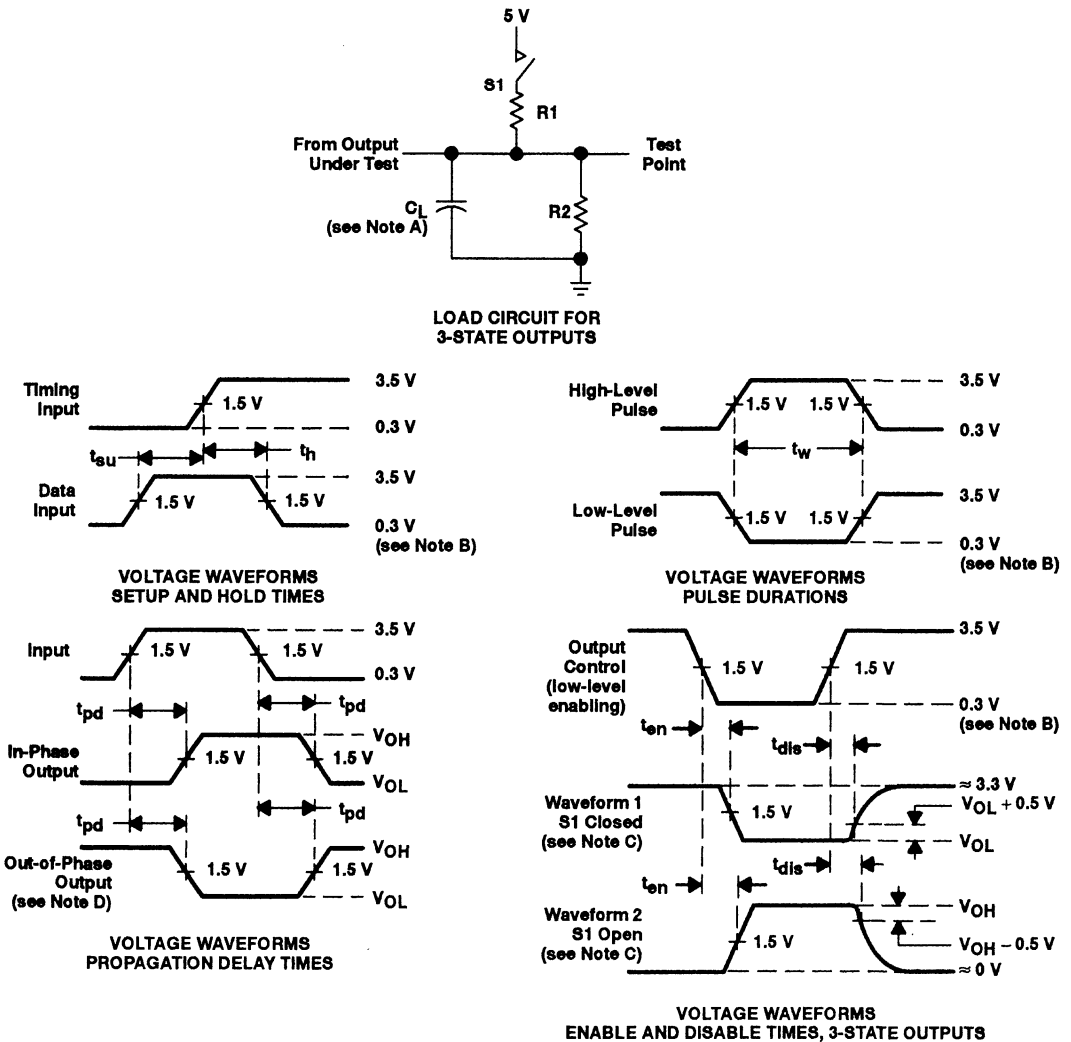 5 V
S1
R1
From Output
Under Test
Test
Point
CL
(see Note A)
R2
LOAD CIRCUIT FOR
3-STATE OUTPUTS
Timing
Input
1.5 V
3.5 V
0.3 V
tsu
th
Data
Input
1.5 V
1.5 V
3.5 V
0.3 V
(see Note B)
VOLTAGE WAVEFORMS
SETUP AND HOLD TIMES
High-Level
Pulse
1.5 V
1.5 V
3.5 V
0.3 V
tw
Low-Level
Pulse
1.5 V
1.5 V
3.5 V
0.3 V
(see Note B)
VOLTAGE WAVEFORMS
PULSE DURATIONS
Input
1.5 V
1.5 V
3.5 V
0.3 V
tpd
tpd
In-Phase
Output
1.5 V
1.5 V
VOH
VOL
tpd
tpd
Out-of-Phase
Output
(see Note D)
1.5 V
1.5 V
VOH
VOL
VOLTAGE WAVEFORMS
PROPAGATION DELAY TIMES
Output
Control
(low-level
enabling)
1.5 V
1.5 V
3.5 V
0.3 V
(see Note B)
ten
tdis
Waveform 1
S1 Closed
(see Note C)
1.5 V
≈ 3.3 V
VOL + 0.5 V
VOL
ten
tdis
Waveform 2
S1 Open
(see Note C)
1.5 V
VOH
VOH – 0.5 V
≈ 0 V
VOLTAGE WAVEFORMS
ENABLE AND DISABLE TIMES, 3-STATE OUTPUTS